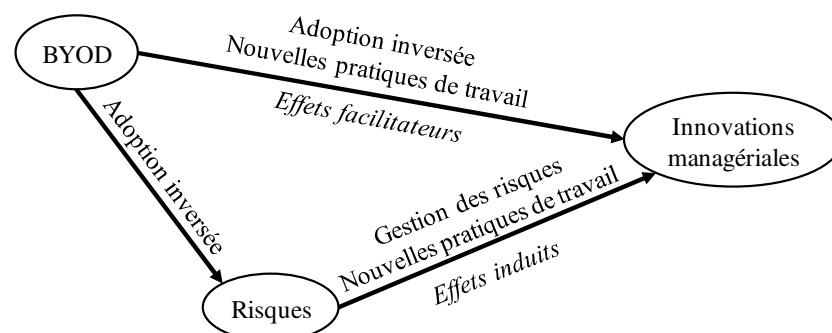 BYOD
Adoption inversée
Nouvelles pratiques de travail
Effets facilitateurs
Innovations
managériales
Adoption inversée
Gestion des risques
Nouvelles pratiques de travail
Effets induits
Risques